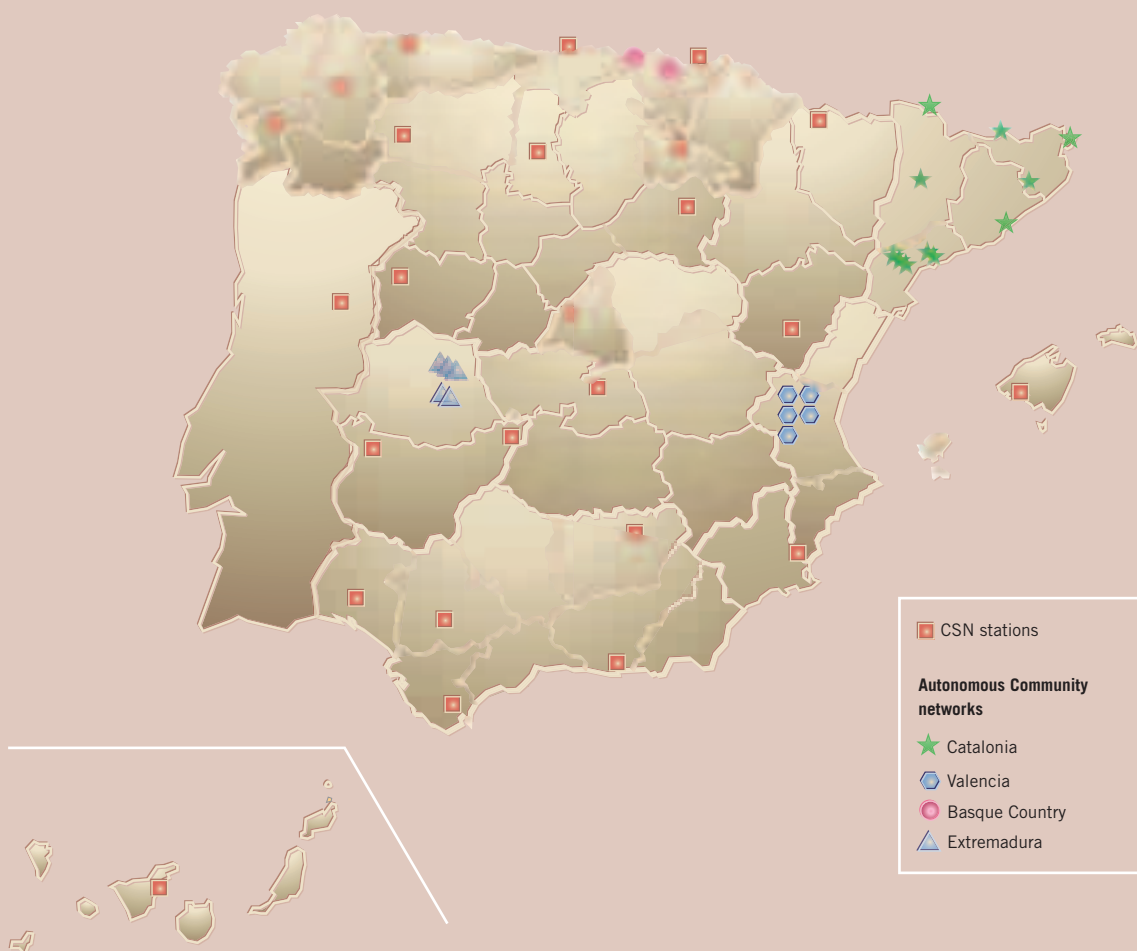 CSN stations
Autonomous Community
networks
Catalonia
Valencia
Basque Country
Extremadura